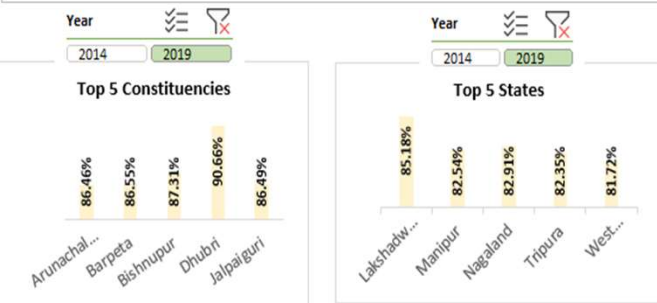 Year
2014 2019
Top 5 Constituencies
86.46%
86.55%
87.31%
90.66%
86.49%
Arunachal...
Barpeta
Bishnupur
Dhubri
Jalpaiguri
Year
2014 2019
Top 5 States
85.18%
82.54%
82.91%
82.35%
81.72%
Lakshadw...
Manipur
Nagaland
Tripura
West...